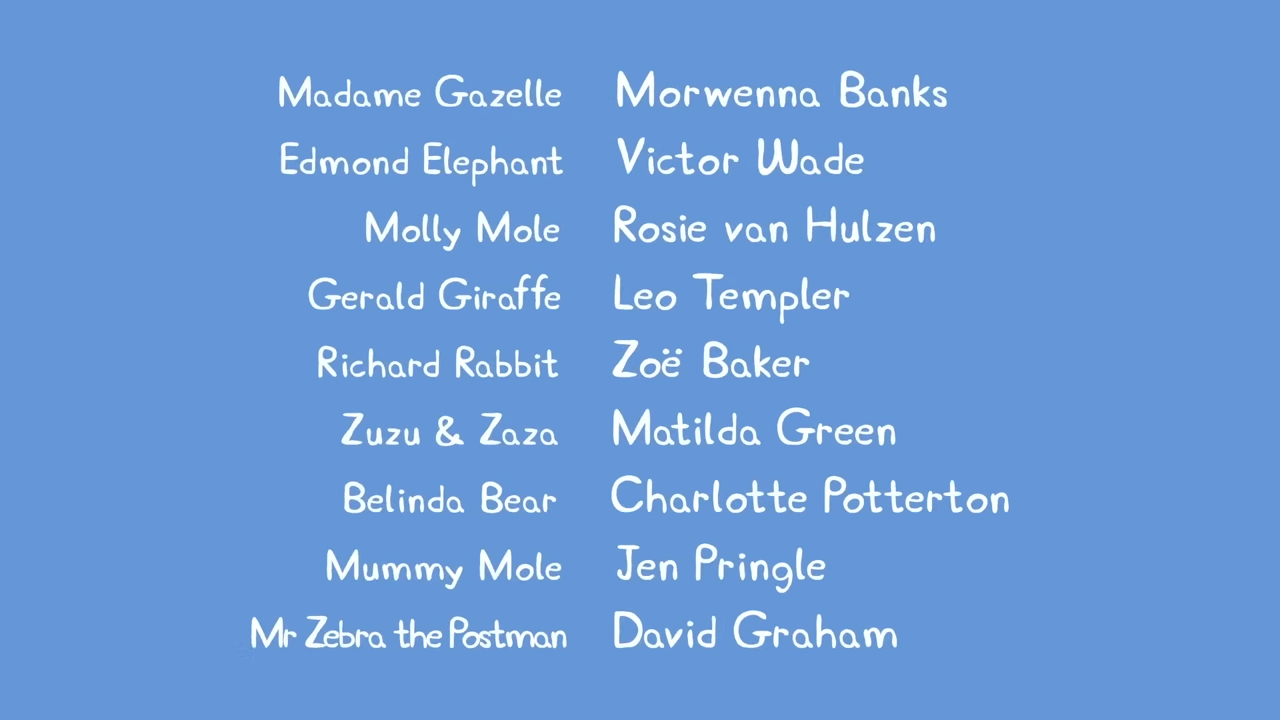 Madame Gazelle Morwenna Banks
Edmond Elephant Victor Wade
Molly Mole Rosie van Hulzen
Gerald Giraffe Leo Templer
Richard Rabbit Zoë Baker
Zuzu & Zaza Matilda Green
Belinda Bear Charlotte Potterton
Mummy Mole Jen Pringle
Mr Zebra the Postman David Graham